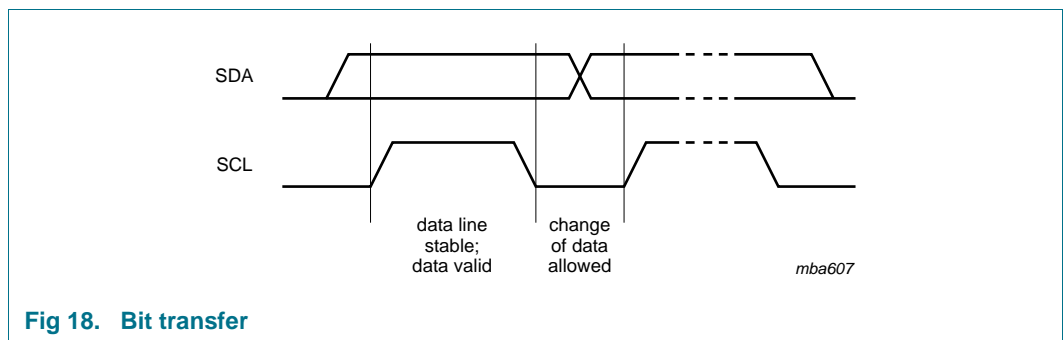 SDA
SCL
data line
stable;
data valid
change
of data
allowed
mba607
Fig 18. Bit transfer